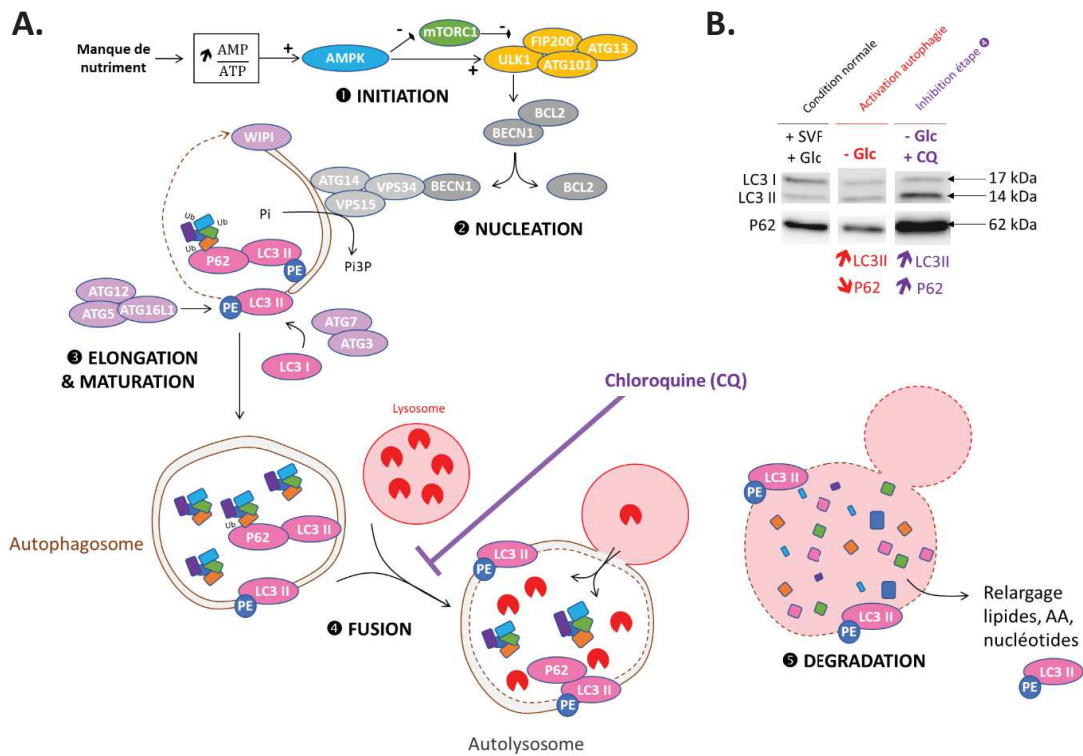 A.
Manque de
nutriment
AMP
ATP
+
AMPK
-
mTORC1
-
+
ULK1
FIP200
ATG13
ATG101
❶ INITIATION
BCL2
BECN1
WIPI
ATG14
VPS34
BECN1
VPS15
BCL2
❷ NUCLEATION
Pi
Pi3P
Ub
Ub
Ub
P62
LC3 II
PE
PE
LC3 II
ATG12
ATG5
ATG16L1
ATG7
ATG3
LC3 I
❸ ELONGATION
& MATURATION
Chloroquine (CQ)
Lysosome
Autophagosome
Ub
P62
LC3 II
LC3 II
PE
❹ FUSION
LC3 II
PE
P62
LC3 II
PE
Autolysosome
LC3 II
PE
LC3 II
PE
❺ DEGRADATION
Relargage
lipides, AA,
nucléotides
LC3 II
PE
B.
Condition normale
Activation autophagie
Inhibition étape ❹
+ SVF
+ Glc
- Glc
- Glc
+ CQ
LC3 I
17 kDa
LC3 II
14 kDa
P62
62 kDa
LC3II
LC3II
P62
P62